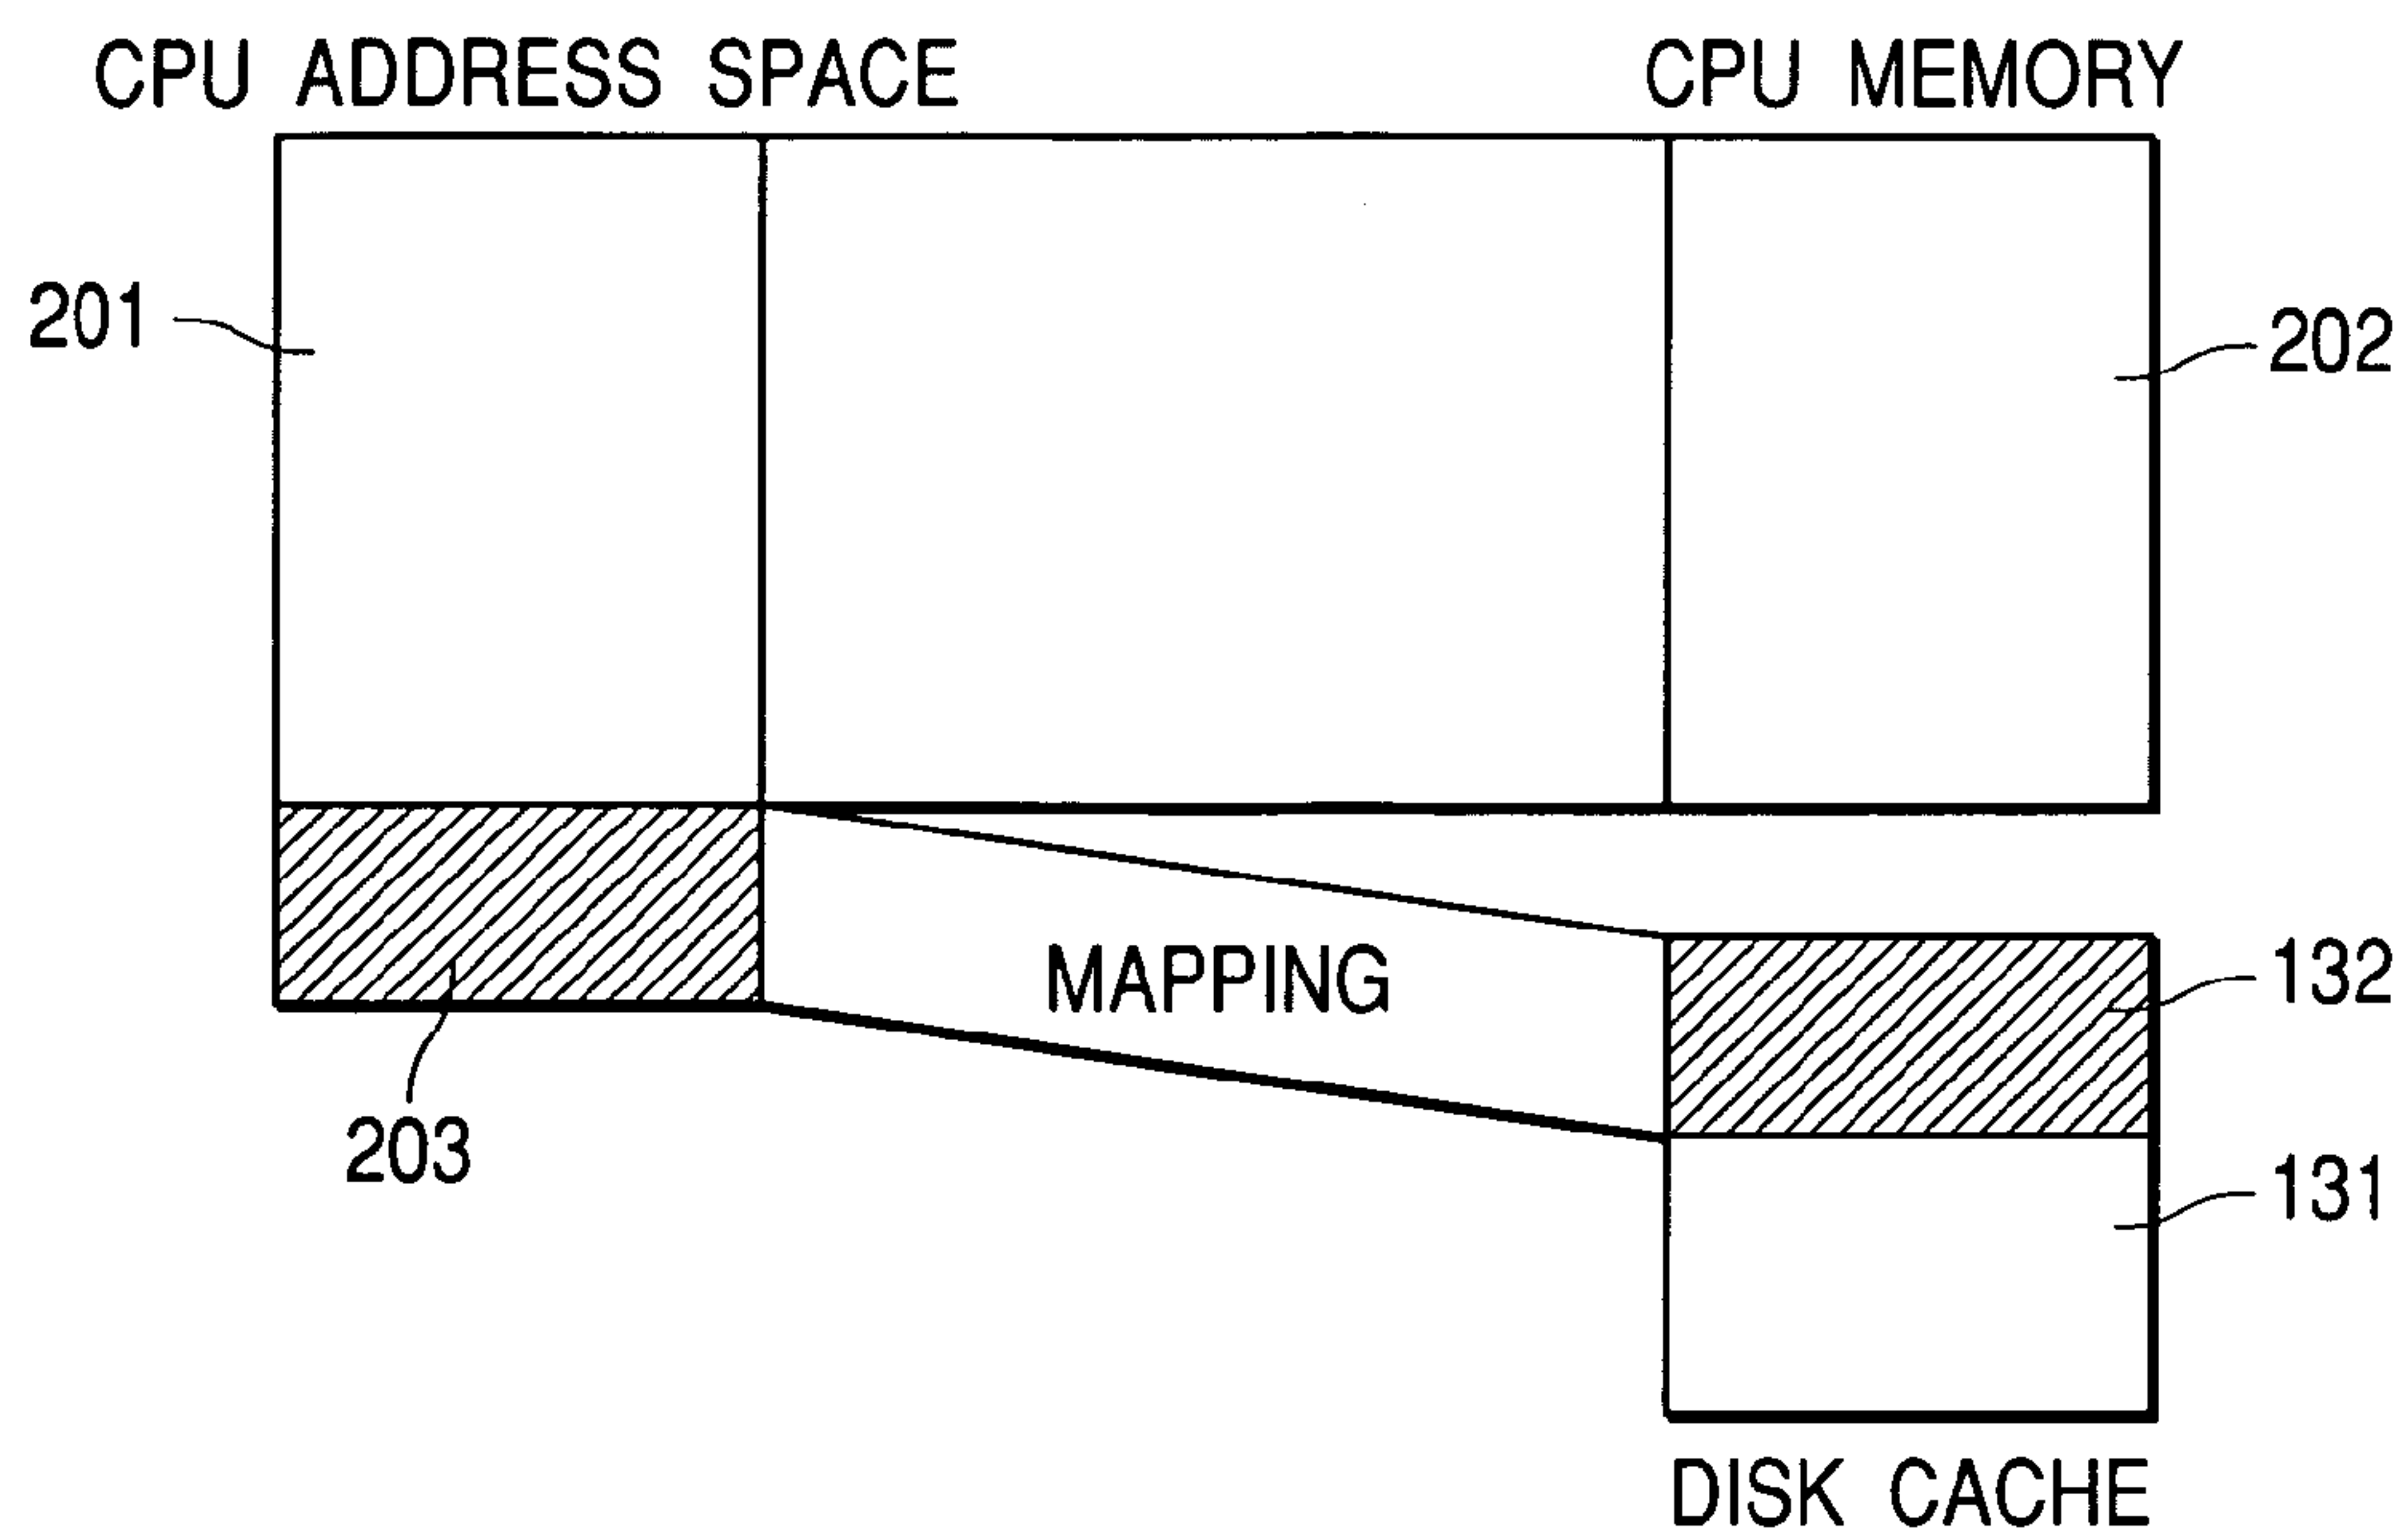 CPU ADDRESS SPACE
CPU MEMORY
201
202
MAPPING
132
203
131
DISK CACHE